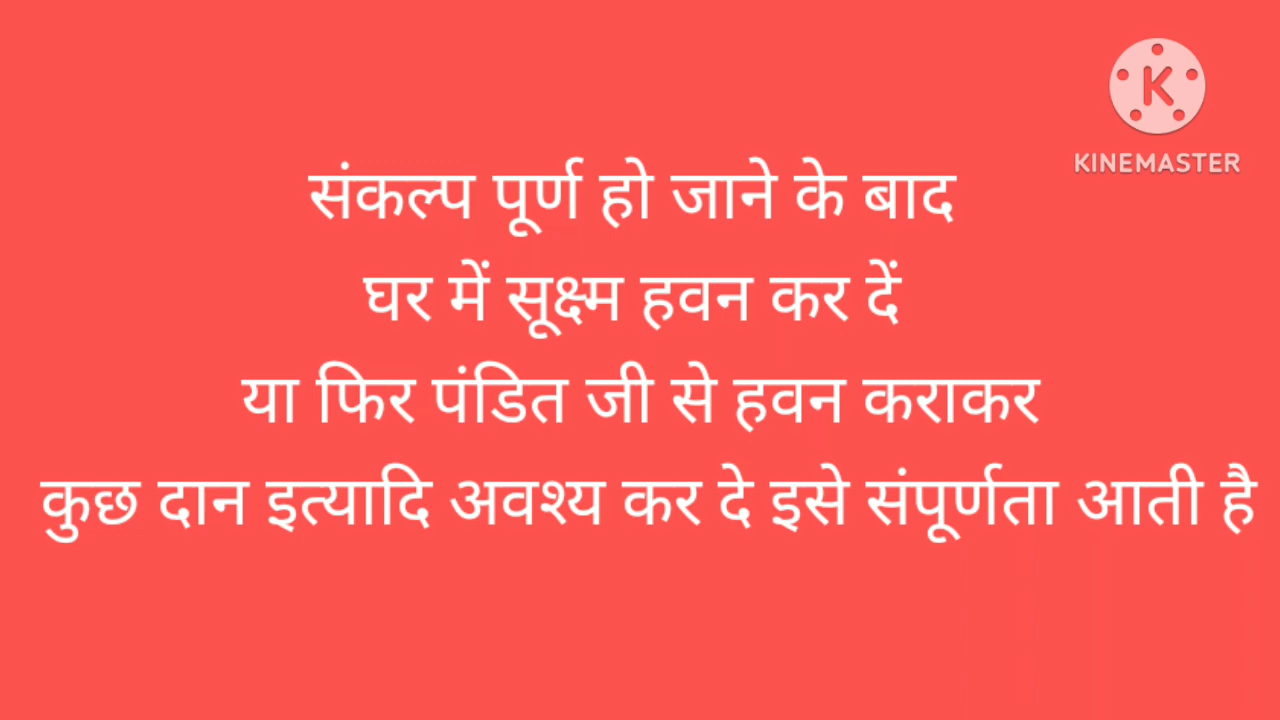 K
KINEMASTER
संकल्प पूर्ण हो जाने के बाद
घर में सूक्ष्म हवन कर दें
या फिर पंडित जी से हवन कराकर
कुछ दान इत्यादि अवश्य कर दे इसे संपूर्णता आती है